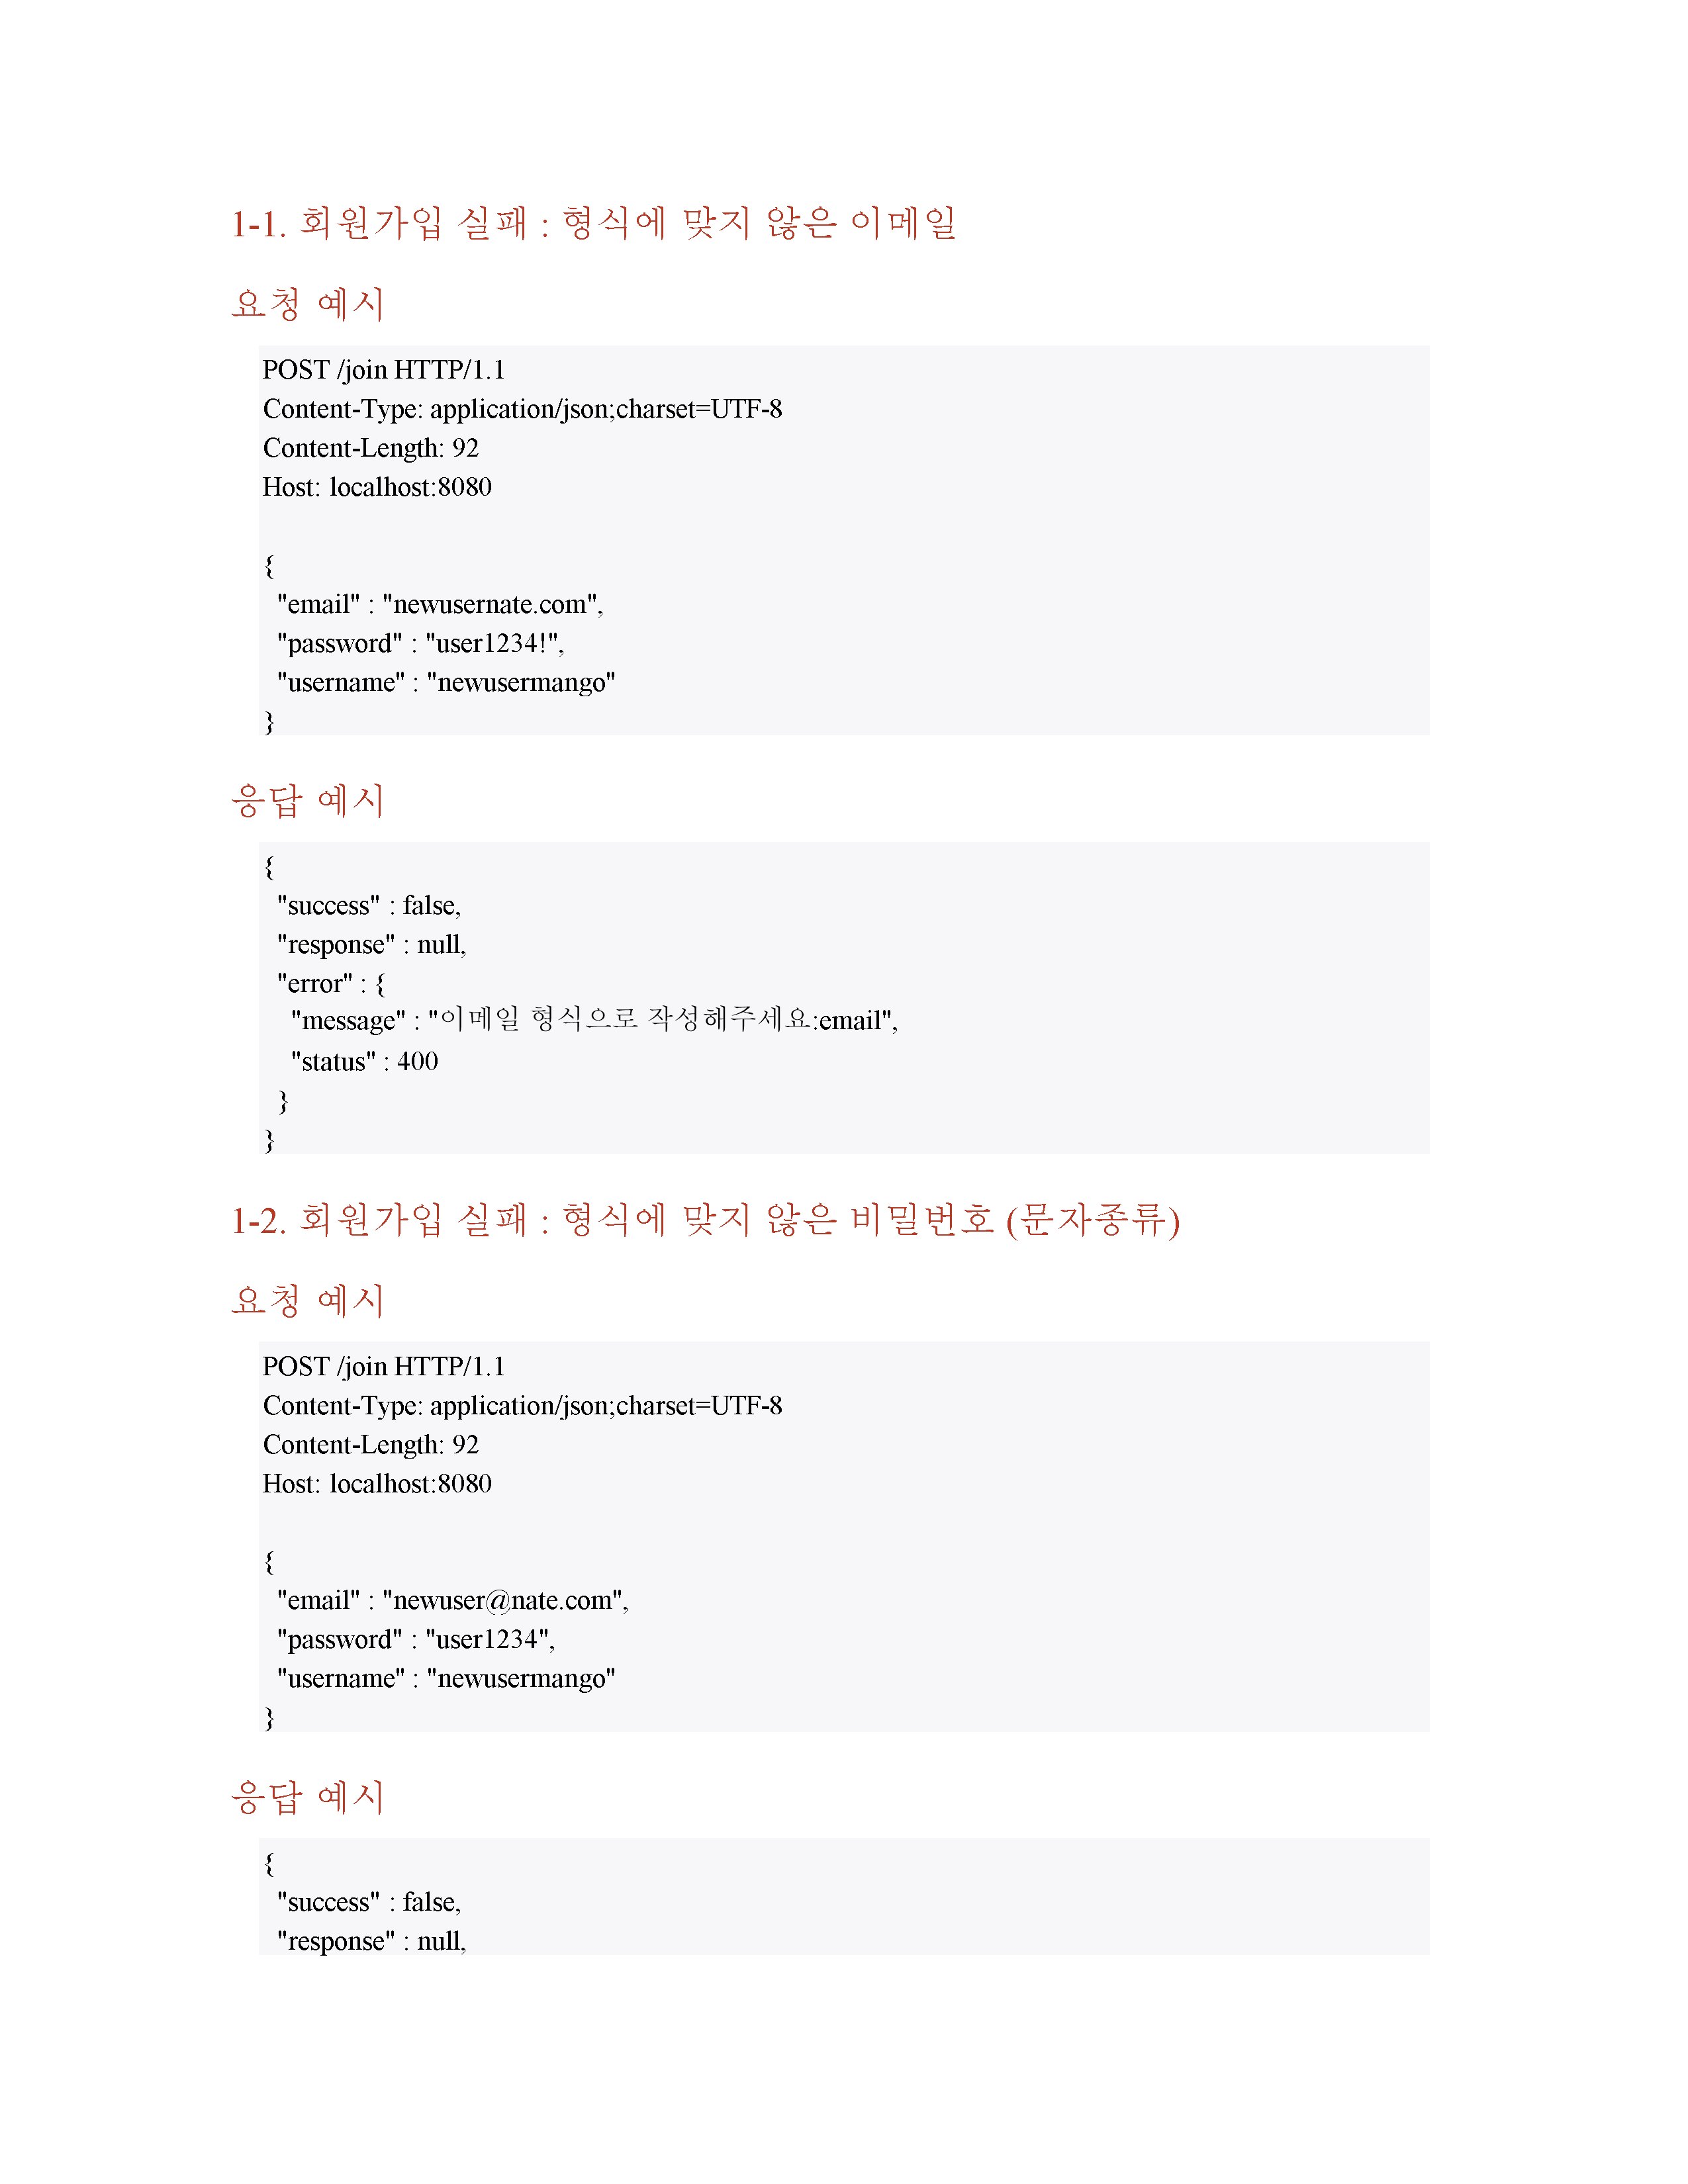 1-1. 회원가입 실패 : 형식에 맞지 않은 이메일
요청 예시
POST /join HTTP/1.1
Content-Type: application/json;charset=UTF-8
Content-Length: 92
Host: localhost:8080
{
"email" : "newusernate.com",
"password" : "user1234!",
"username" : "newusermango"
}
응답 예시
{
"success" : false,
"response" : null,
"error" : {
"message" : "이메일 형식으로 작성해주세요:email",
"status" : 400
}
}
1-2. 회원가입 실패 : 형식에 맞지 않은 비밀번호 (문자종류)
요청 예시
POST /join HTTP/1.1
Content-Type: application/json;charset=UTF-8
Content-Length: 92
Host: localhost:8080
{
"email" : "newuser@nate.com",
"password" : "user1234",
"username" : "newusermango"
}
응답 예시
{
"success" : false,
"response" : null,